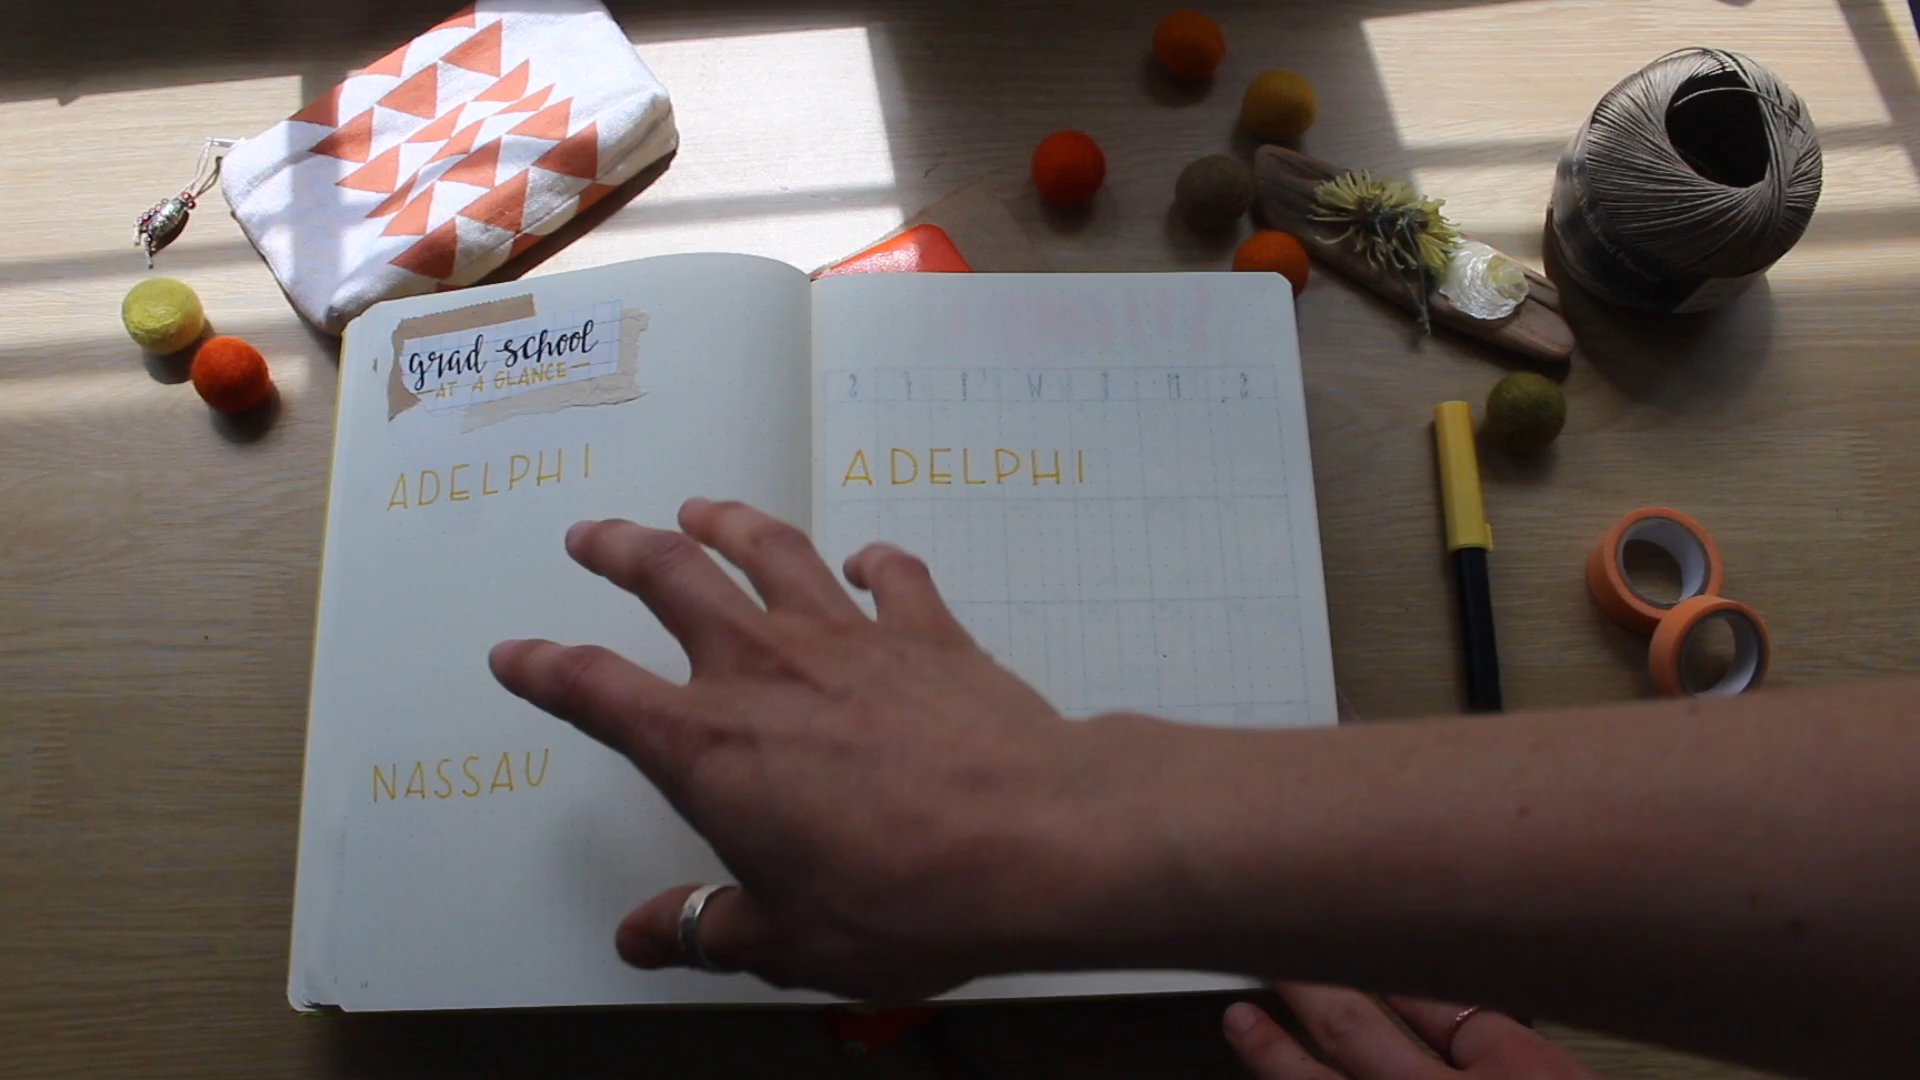 grad school
AT A GLANCE
ADELPHI
NASSAU
ADELPHI